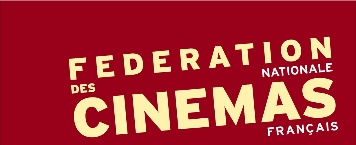 FEDERATION
NATIONALE
DES
CINEMAS
FRANÇAIS